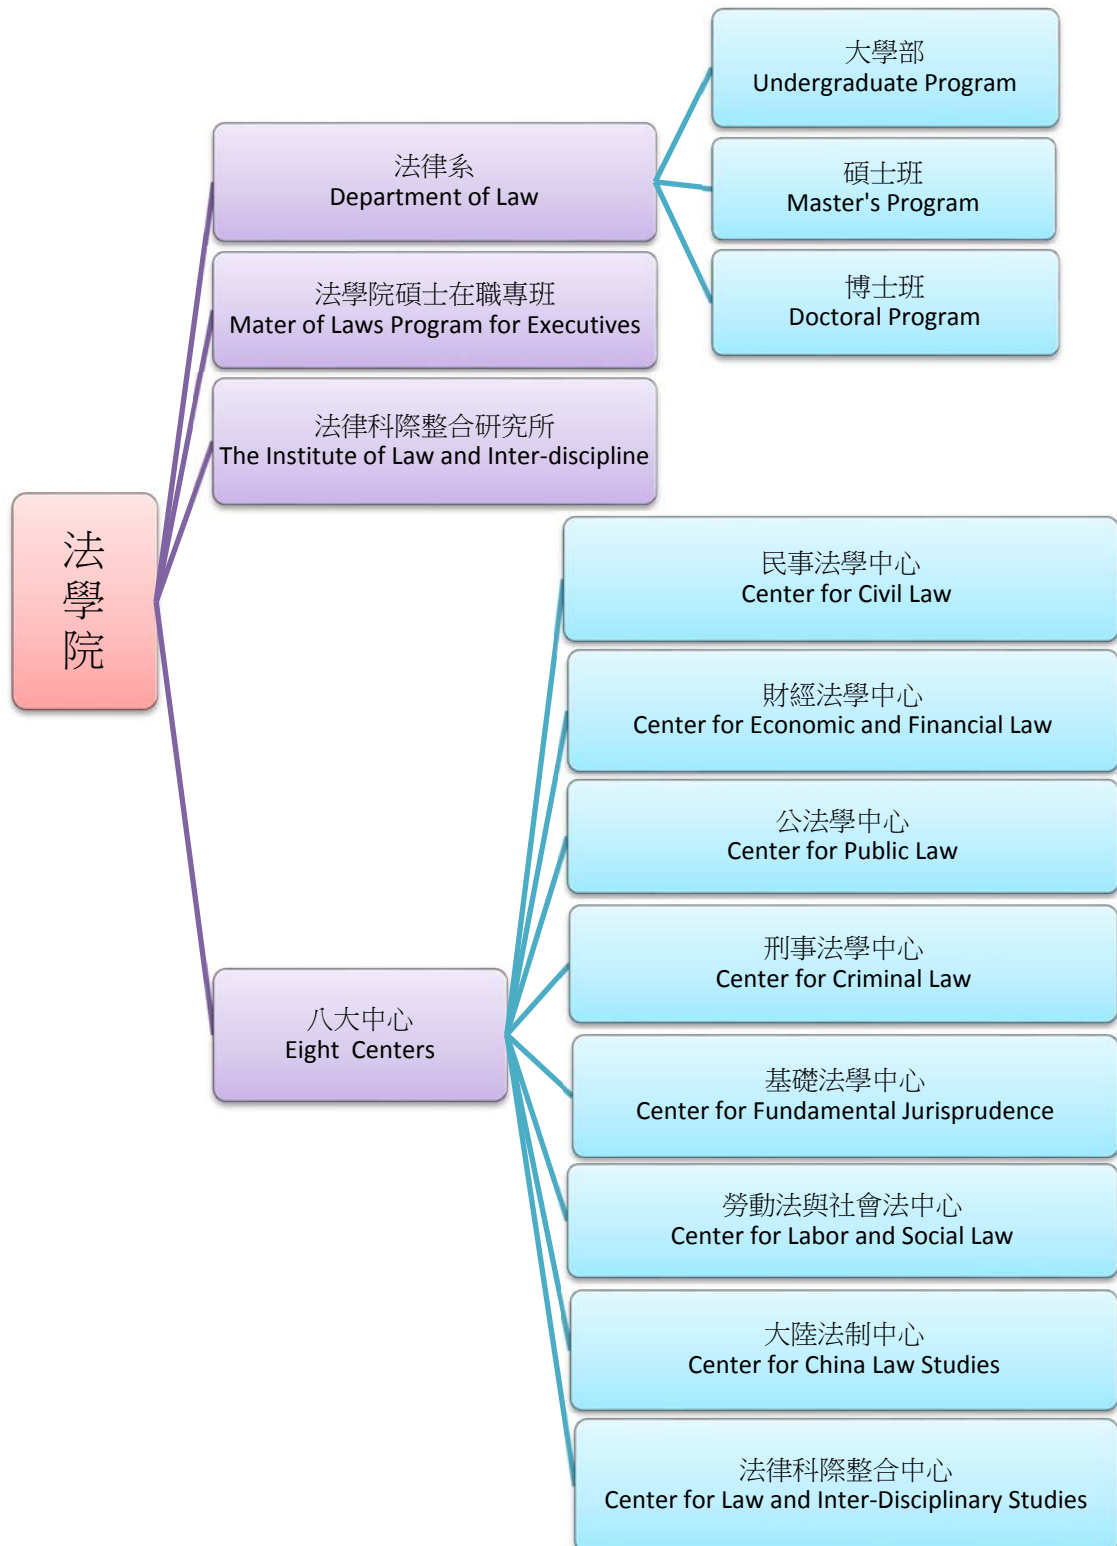 法
學
院
法律系
Department of Law
大學部
Undergraduate Program
碩士班
Master's Program
博士班
Doctoral Program
法學院碩士在職專班
Mater of Laws Program for Executives
法律科際整合研究所
The Institute of Law and Inter-discipline
八大中心
Eight  Centers
民事法學中心
Center for Civil Law
財經法學中心
Center for Economic and Financial Law
公法學中心
Center for Public Law
刑事法學中心
Center for Criminal Law
基礎法學中心
Center for Fundamental Jurisprudence
勞動法與社會法中心
Center for Labor and Social Law
大陸法制中心
Center for China Law Studies
法律科際整合中心
Center for Law and Inter-Disciplinary Studies